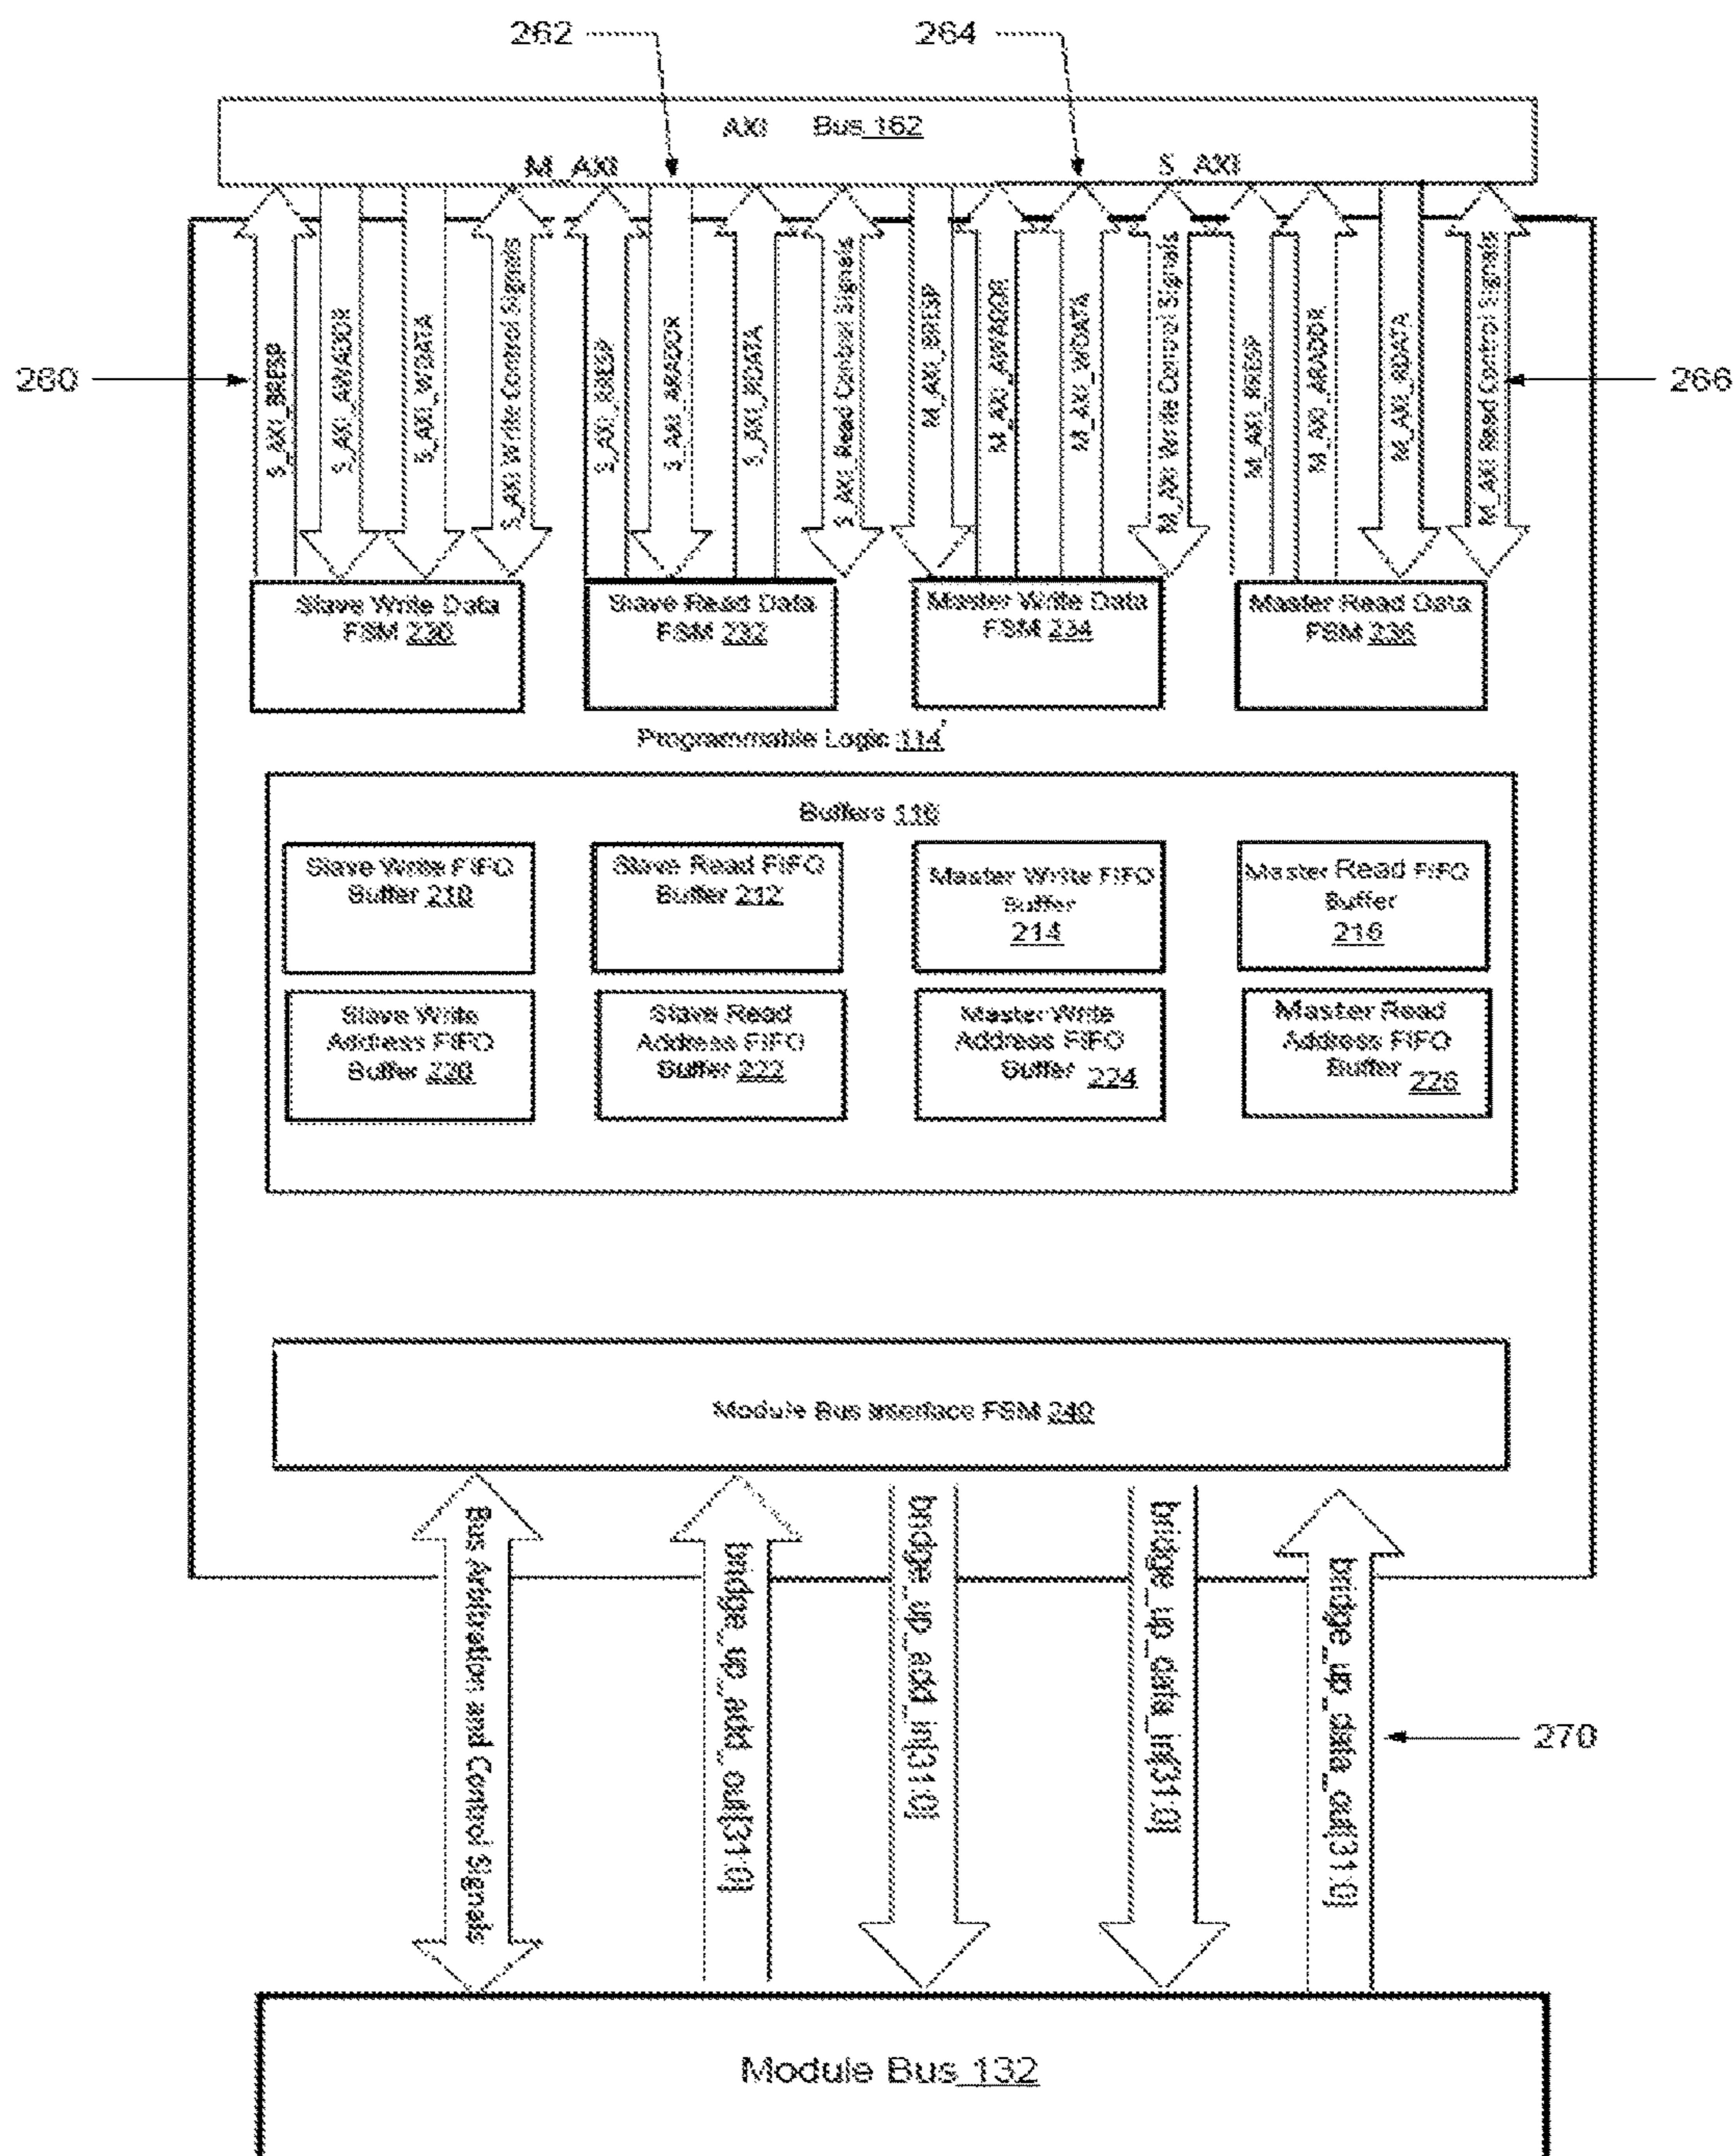 262
264
AXI Bus 162
M_AXI
S_AXI
260
266
S_AXI_BRESP
S_AXI_WDATA
S_AXI Write Control Signals
S_AXI_RRESP
S_AXI_ARADDR
S_AXI_RDATA
S_AXI_Read Control Signals
M_AXI_BRESP
M_AXI_AWADDR
M_AXI_WDATA
M_AXI Write Control Signals
M_AXI_RRESP
M_AXI_ARADDR
M_AXI_RDATA
M_AXI Read Control Signals
Slave Write Data
FSM 230
Slave Read Data
FSM 232
Master Write Data
FSM 234
Master Read Data
FSM 236
Programmable Logic 114'
Buffers 116
Slave Write FIFO
Buffer 210
Slave Read FIFO
Buffer 212
Master Write FIFO
Buffer
214
Master Read FIFO
Buffer
216
Slave Write
Address FIFO
Buffer 220
Slave Read
Address FIFO
Buffer 222
Master Write
Address FIFO
Buffer 224
Master Read
Address FIFO
Buffer 226
Module Bus Interface FSM 240
Bus Arbitration and Control Signals
bridge_up_add_out[31:0]
bridge_up_add_in[31:0]
bridge_up_data_in[31:0]
bridge_up_data_out[31:0]
270
Module Bus 132